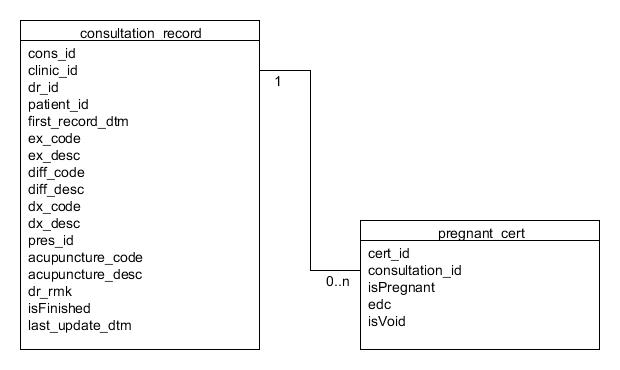 consultation_record
cons_id
clinic_id
dr_id
patient_id
first_record_dtm
ex_code
ex_desc
diff_code
diff_desc
dx_code
dx_desc
pres_id
acupuncture_code
acupuncture_desc
dr_rmk
isFinished
last_update_dtm
1
0..n
pregnant_cert
cert_id
consultation_id
isPregnant
edc
isVoid